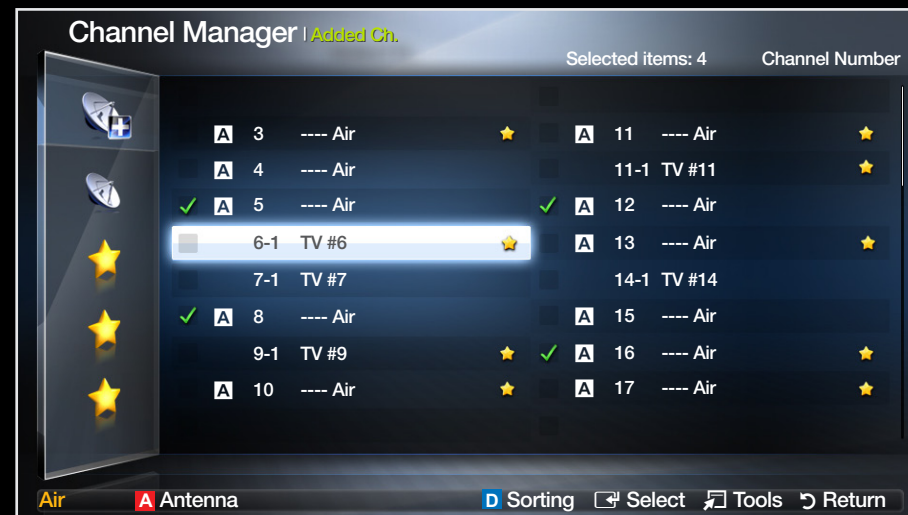 Channel Manager | Added Ch.
Selected items: 4 Channel Number
A 3 ---- Air
A 4 ---- Air
A 5 ---- Air
6-1 TV #6
7-1 TV #7
A 8 ---- Air
9-1 TV #9
A 10 ---- Air
A 11 ---- Air
11-1 TV #11
A 12 ---- Air
A 13 ---- Air
14-1 TV #14
A 15 ---- Air
A 16 ---- Air
A 17 ---- Air
Air A Antenna D Sorting Select Tools Return